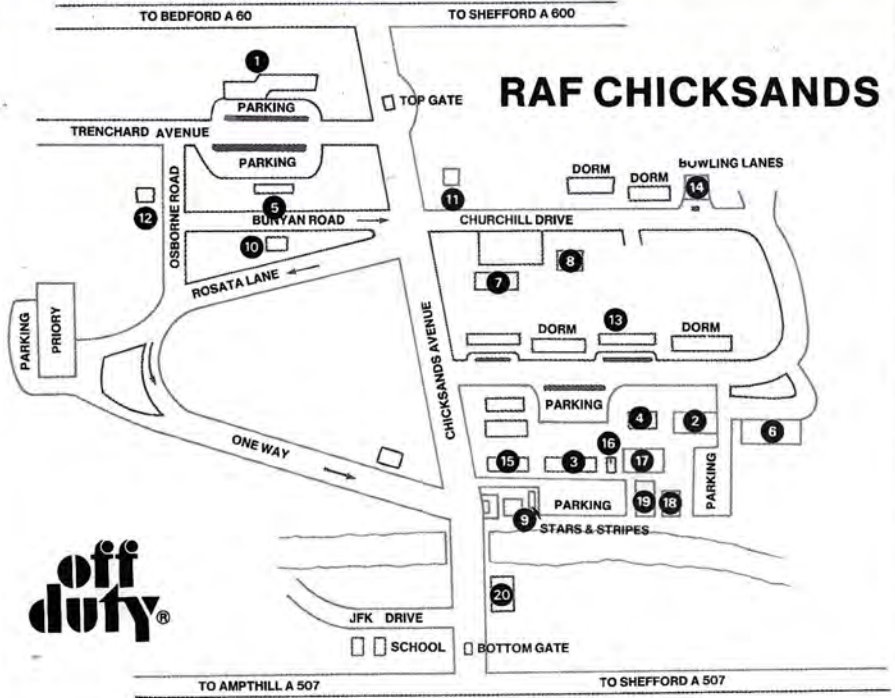 TO BEDFORD A 60
TO SHEFFORD A 600
RAF CHICKSANDS
1
PARKING
TOP GATE
TRENCHARD AVENUE
PARKING
DORM
DORM
BOWLING LANES
14
11
12
OSBORNE ROAD
5
BUNYAN ROAD
CHURCHILL DRIVE
10
8
ROSATA LANE
7
PARKING
PRIORY
CHICKSANDS AVENUE
13
DORM
DORM
PARKING
4
2
6
ONE WAY
16
15
3
17
PARKING
PARKING
19
18
9
STARS & STRIPES
off
duty®
20
JFK DRIVE
SCHOOL
BOTTOM GATE
TO AMPTHILL A 507
TO SHEFFORD A 507